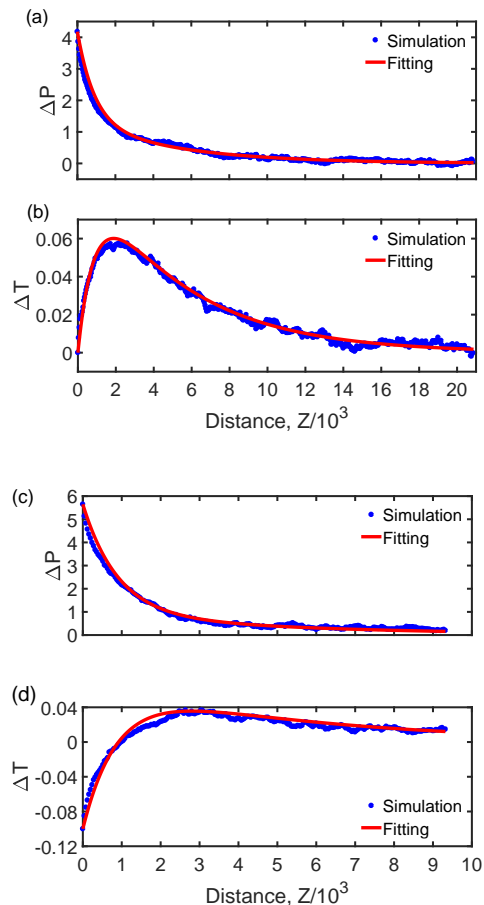 (a)
4
3
2
1
0
ΔP
Simulation
Fitting
(b)
0.06
0.04
0.02
0
ΔT
Simulation
Fitting
0 2 4 6 8 10 12 14 16 18 20
Distance, Z/10³
(c)
6
5
4
3
2
1
0
ΔP
Simulation
Fitting
(d)
0.04
0
-0.04
-0.08
-0.12
ΔT
Simulation
Fitting
0 1 2 3 4 5 6 7 8 9 10
Distance, Z/10³